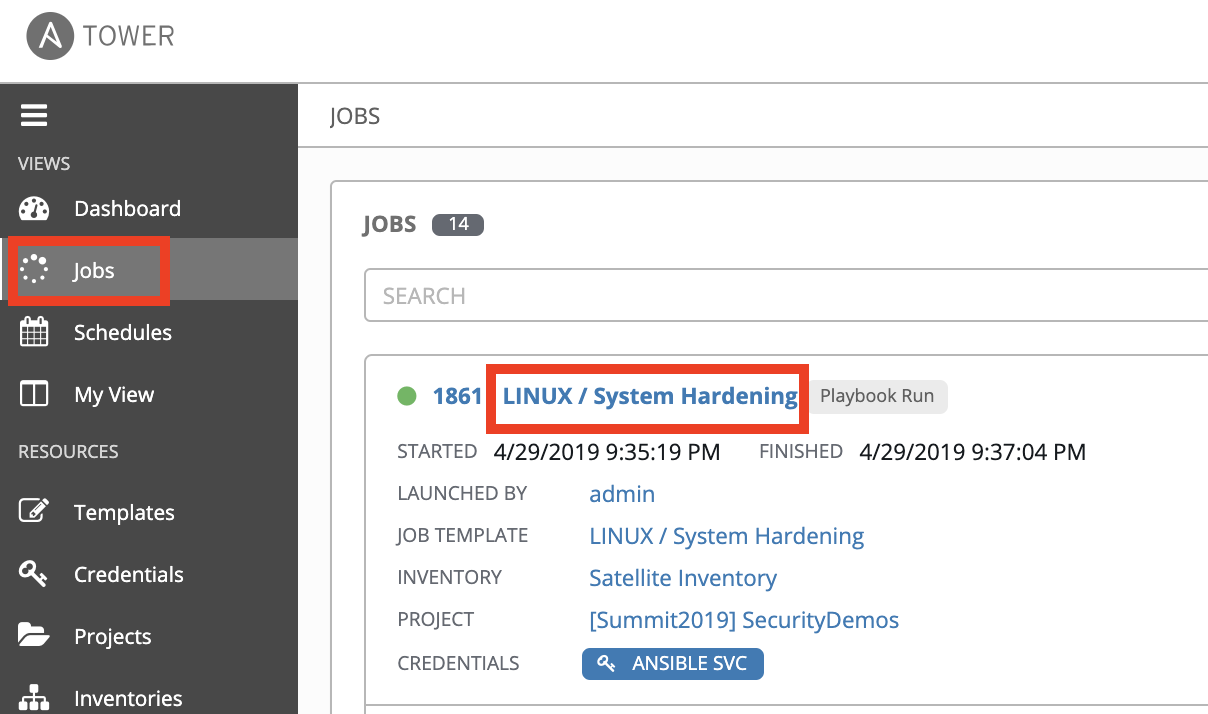 TOWER
VIEWS
Dashboard
Jobs
Schedules
My View
RESOURCES
Templates
Credentials
Projects
Inventories
JOBS
JOBS 14
SEARCH
1861 LINUX / System Hardening Playbook Run
STARTED 4/29/2019 9:35:19 PM FINISHED 4/29/2019 9:37:04 PM
LAUNCHED BY admin
JOB TEMPLATE LINUX / System Hardening
INVENTORY Satellite Inventory
PROJECT [Summit2019] SecurityDemos
CREDENTIALS ANSIBLE SVC